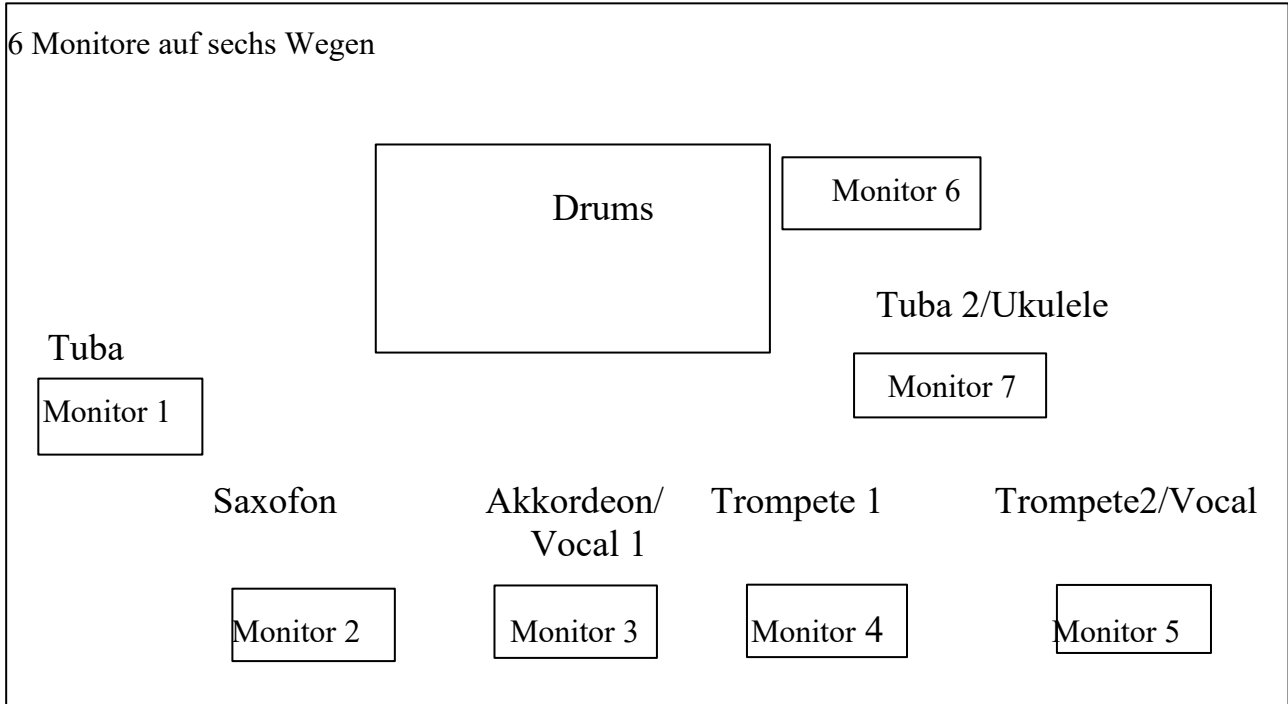 6 Monitore auf sechs Wegen
Monitor 6
Drums
Tuba 2/Ukulele
Tuba
Monitor 7
Monitor 1
Saxofon
Akkordeon/
Vocal 1
Trompete 1
Trompete2/Vocal
Monitor 2
Monitor 3
Monitor 4
Monitor 5